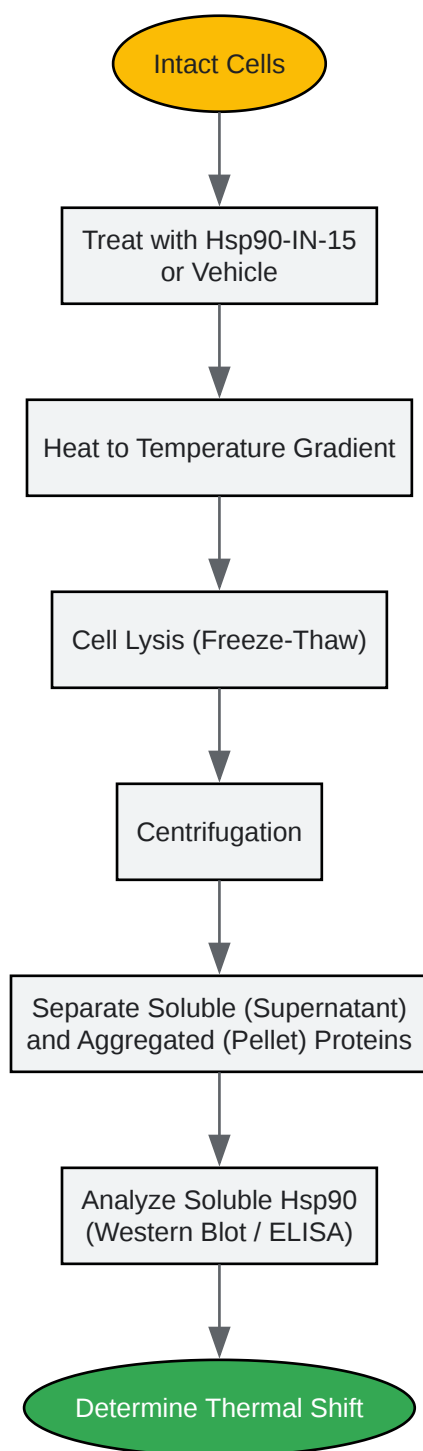 Intact Cells
Treat with Hsp90-IN-15
or Vehicle
Heat to Temperature Gradient
Cell Lysis (Freeze-Thaw)
Centrifugation
Separate Soluble (Supernatant)
and Aggregated (Pellet) Proteins
Analyze Soluble Hsp90
(Western Blot / ELISA)
Determine Thermal Shift